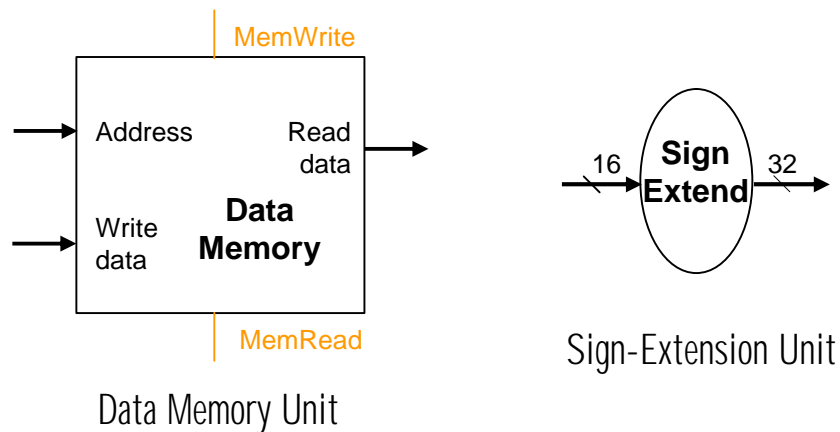 MemWrite
Address
Read
data
Write
data
Data
Memory
MemRead
Data Memory Unit
16
Sign
Extend
32
Sign-Extension Unit